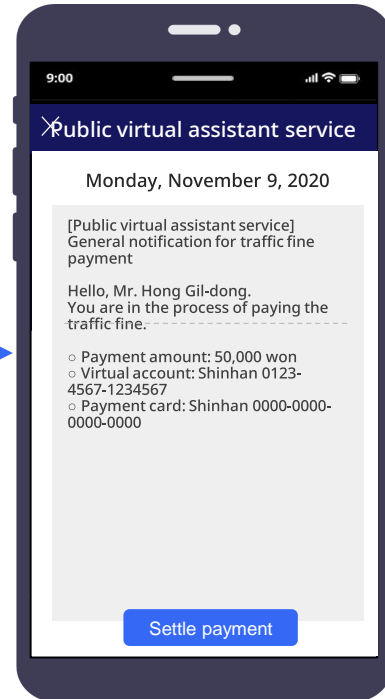 9:00
Public virtual assistant service
Monday, November 9, 2020
[Public virtual assistant service]
General notification for traffic fine
payment
Hello, Mr. Hong Gil-dong.
You are in the process of paying the
traffic fine.
○ Payment amount: 50,000 won
○ Virtual account: Shinhan 0123-
4567-1234567
○ Payment card: Shinhan 0000-0000-
0000-0000
Settle payment